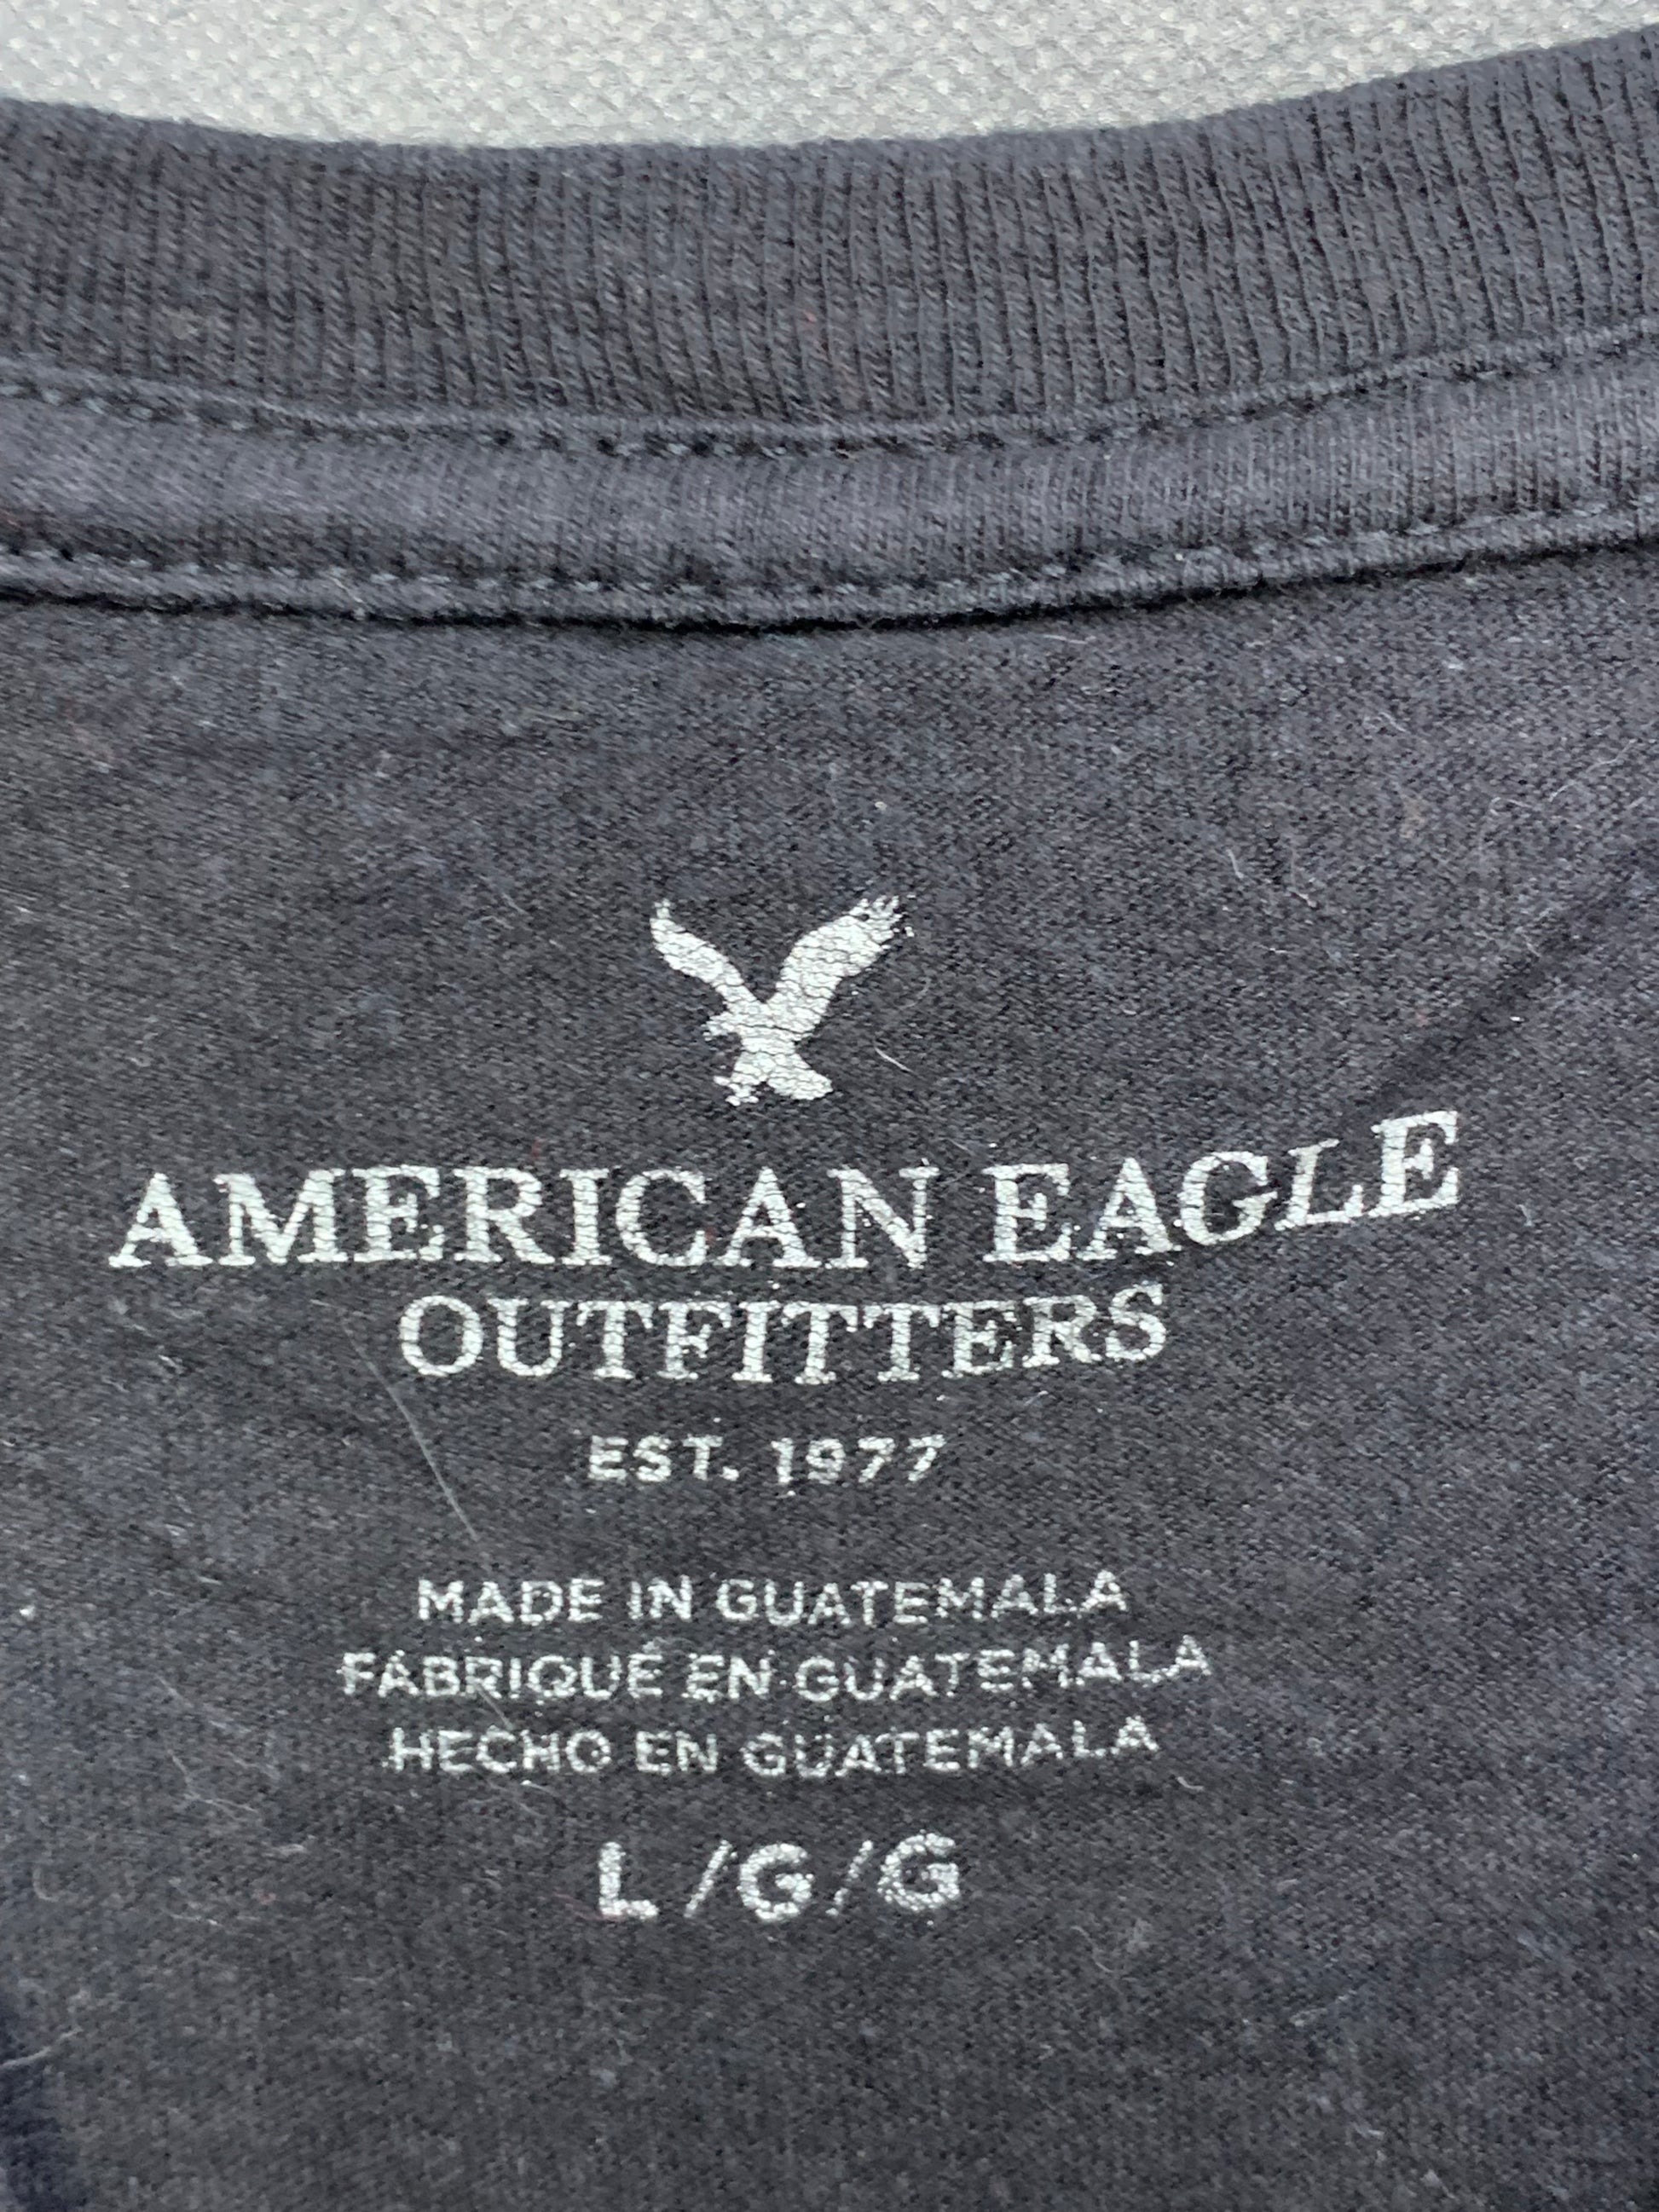 AMERICAN EAGLE
OUTFITTERS
EST. 1977
MADE IN GUATEMALA
FABRIQUÉ EN GUATEMALA
HECHO EN GUATEMALA
L/G/G